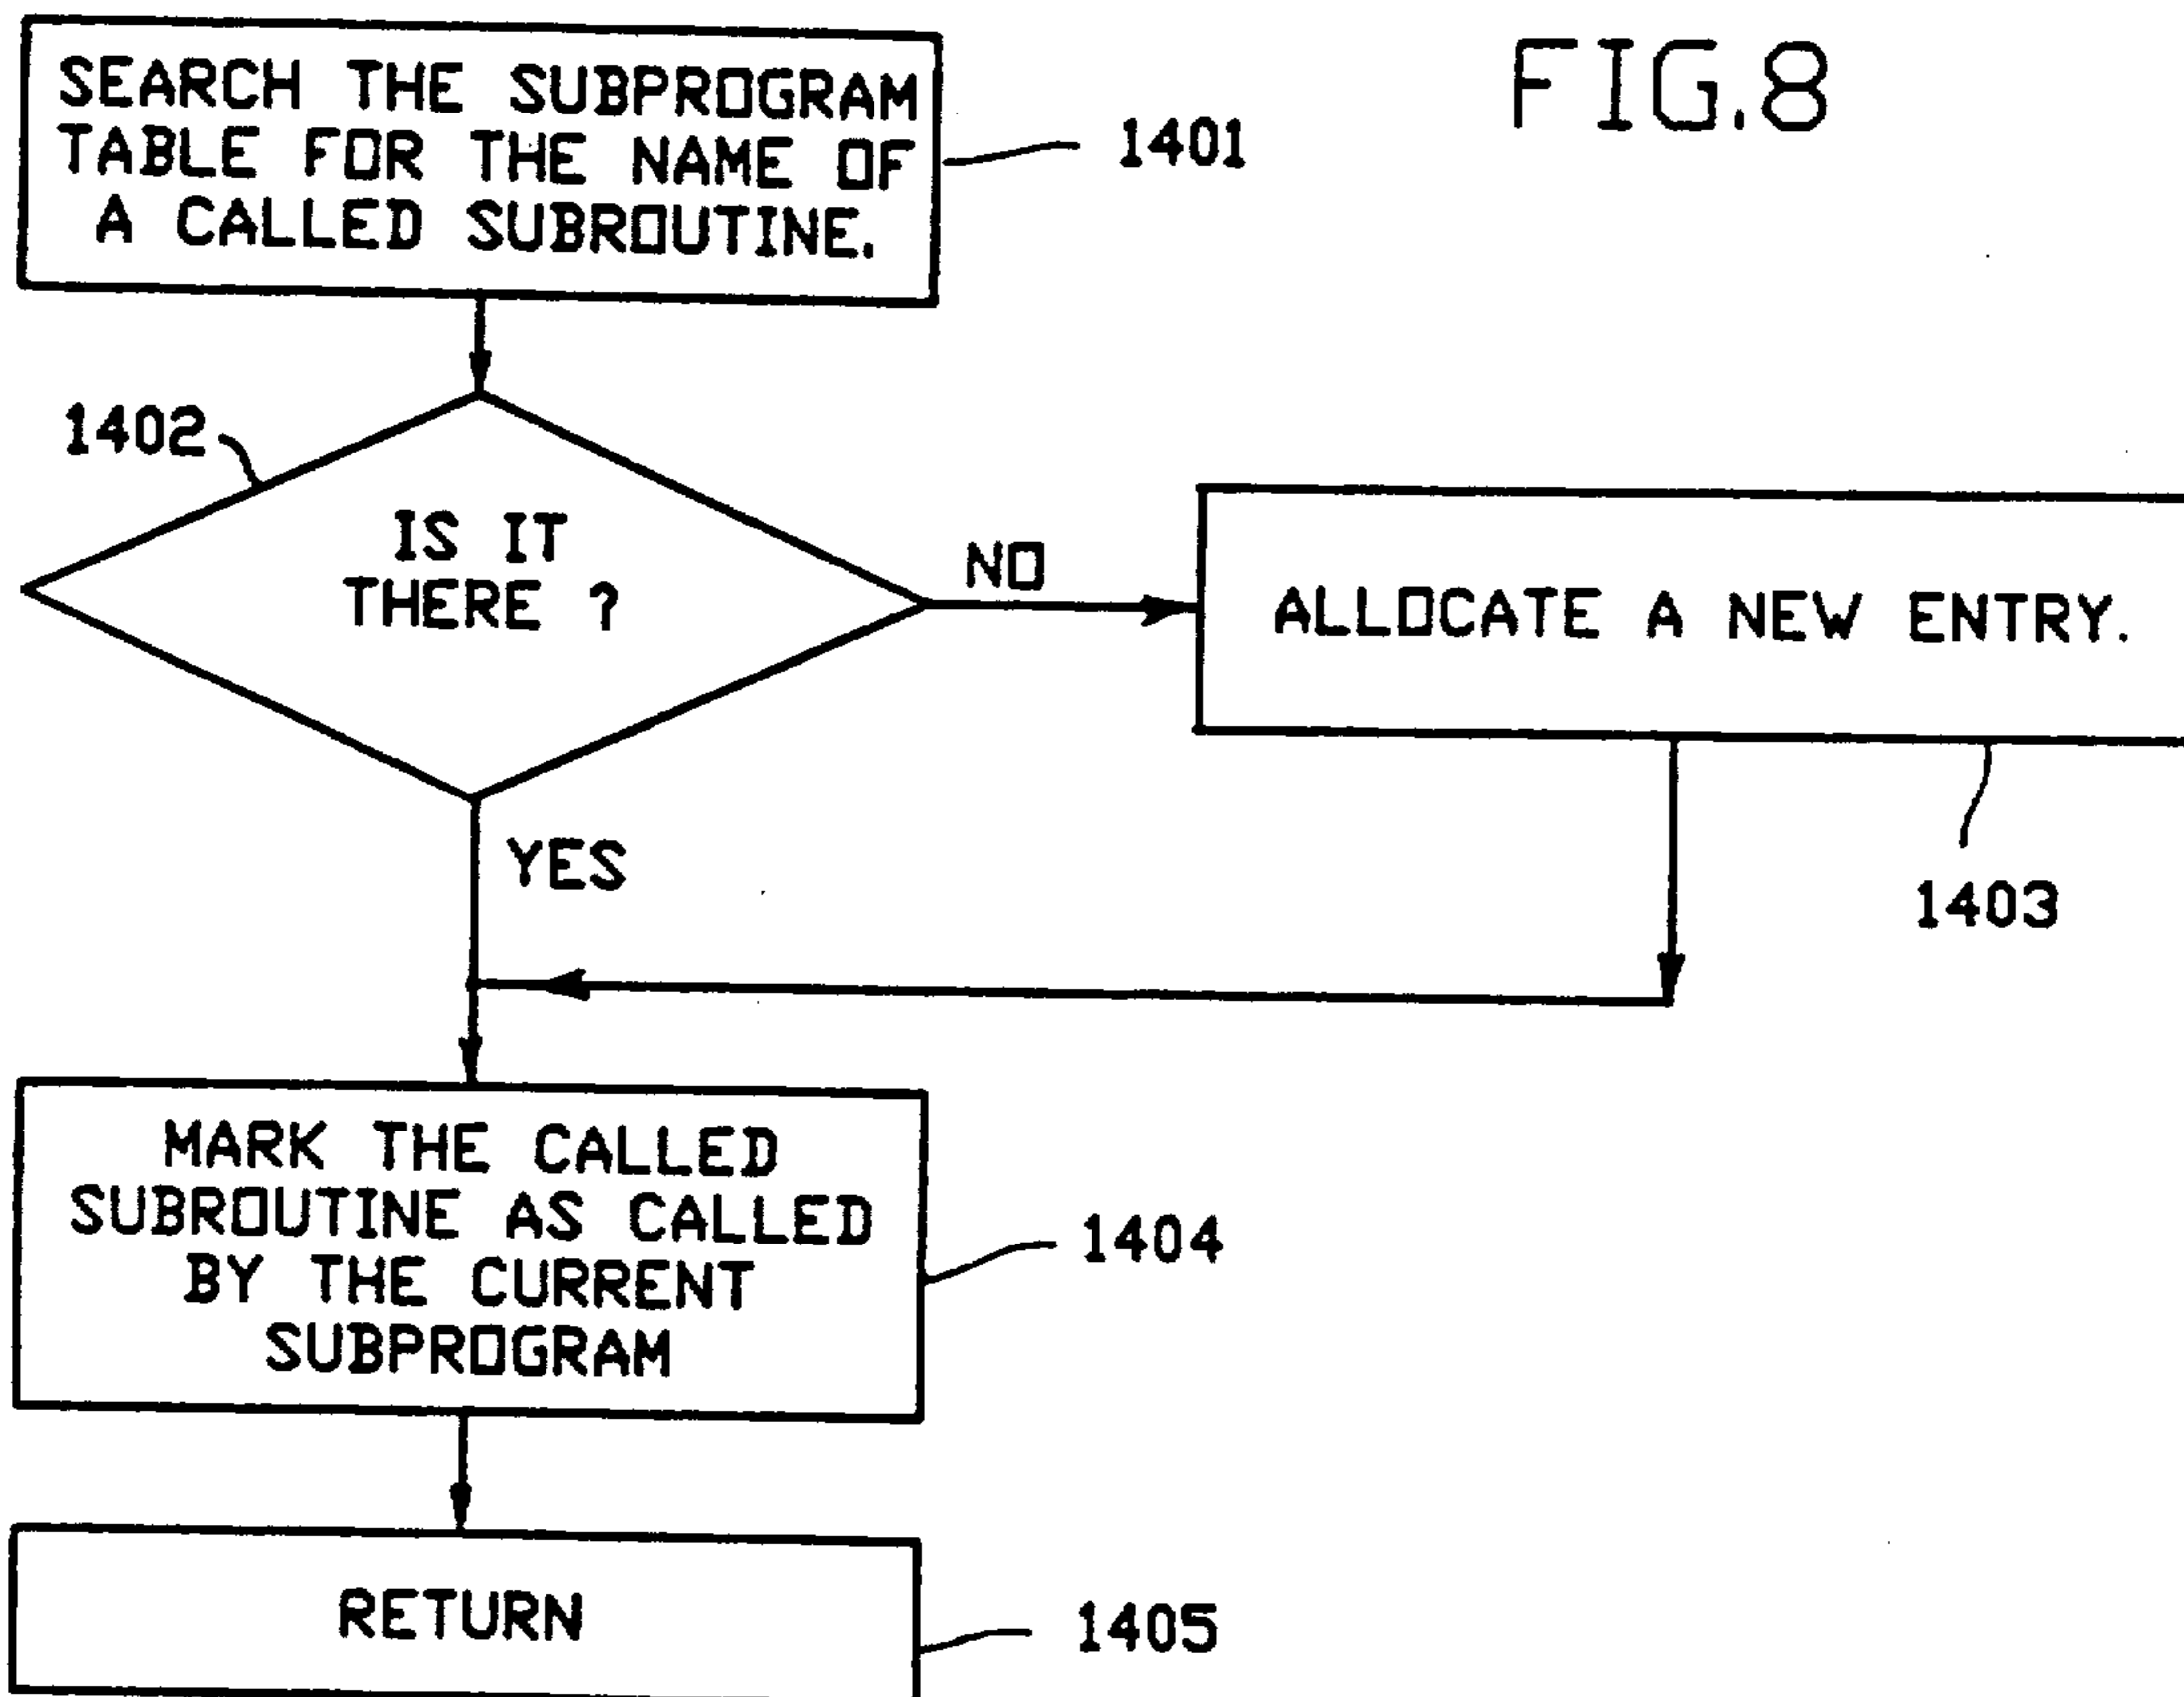 FIG.8
SEARCH THE SUBPROGRAM
TABLE FOR THE NAME OF
A CALLED SUBROUTINE.
1401
1402
IS IT
THERE ?
NO
ALLOCATE A NEW ENTRY.
YES
1403
MARK THE CALLED
SUBROUTINE AS CALLED
BY THE CURRENT
SUBPROGRAM
1404
RETURN
1405